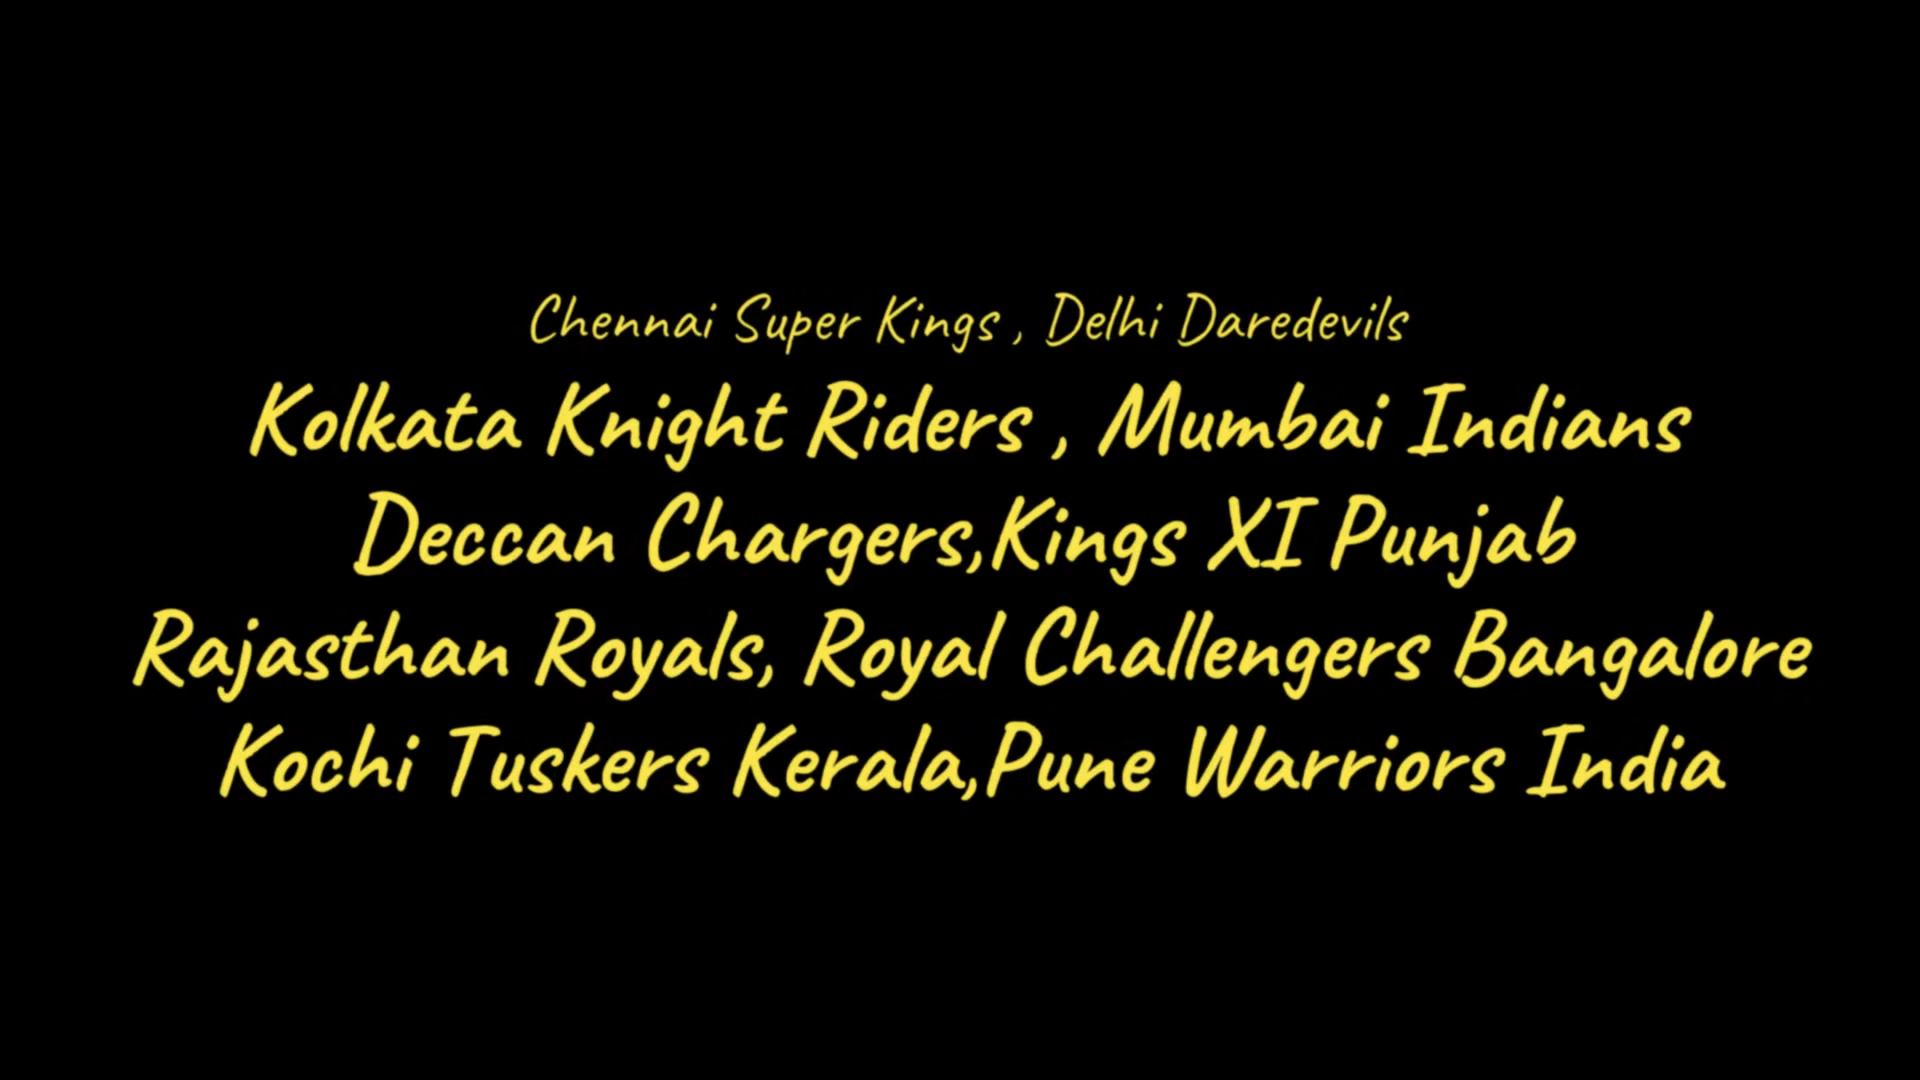 Chennai Super Kings , Delhi Daredevils
Kolkata Knight Riders , Mumbai Indians
Deccan Chargers,Kings XI Punjab
Rajasthan Royals, Royal Challengers Bangalore
Kochi Tuskers Kerala,Pune Warriors India